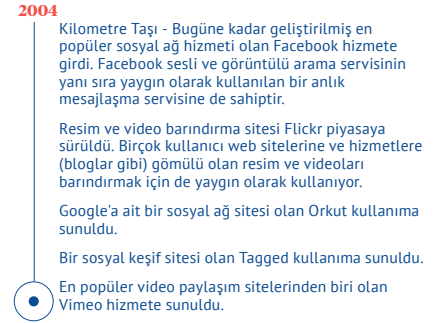 2004
Kilometre Taşı - Bugüne kadar geliştirilmiş en
popüler sosyal ağ hizmeti olan Facebook hizmete
girdi. Facebook sesli ve görüntülü arama servisinin
yanı sıra yaygın olarak kullanılan bir anlık
mesajlaşma servisine de sahiptir.
Resim ve video barındırma sitesi Flickr piyasaya
sürüldü. Birçok kullanıcı web sitelerine ve hizmetlere
(bloglar gibi) gömülü olan resim ve videoları
barındırmak için de yaygın olarak kullanıyor.
Google'a ait bir sosyal ağ sitesi olan Orkut kullanıma
sunuldu.
Bir sosyal keşif sitesi olan Tagged kullanıma sunuldu.
En popüler video paylaşım sitelerinden biri olan
Vimeo hizmete sunuldu.